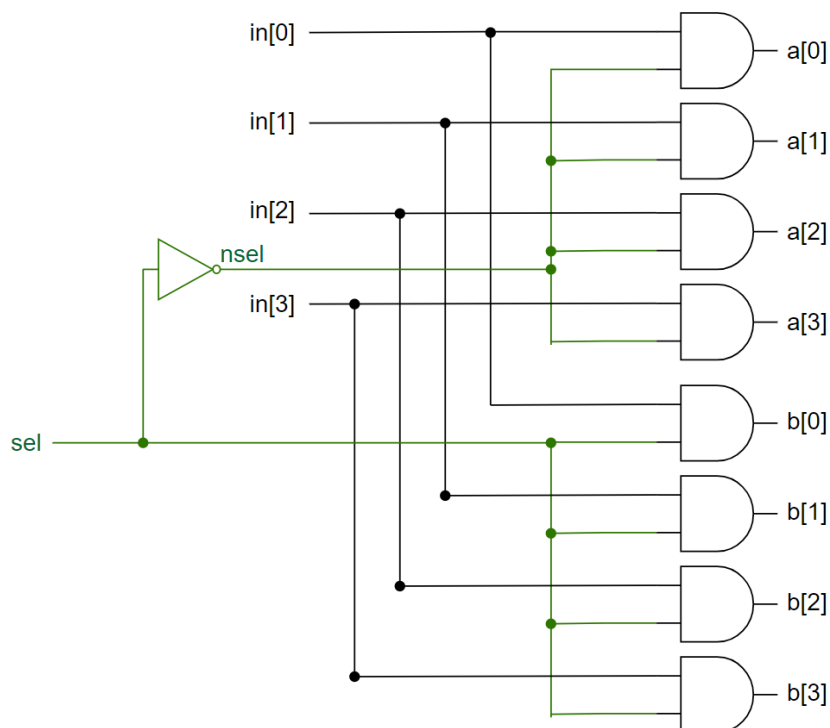 in[0]
a[0]
in[1]
a[1]
in[2]
a[2]
nsel
in[3]
a[3]
b[0]
sel
b[1]
b[2]
b[3]